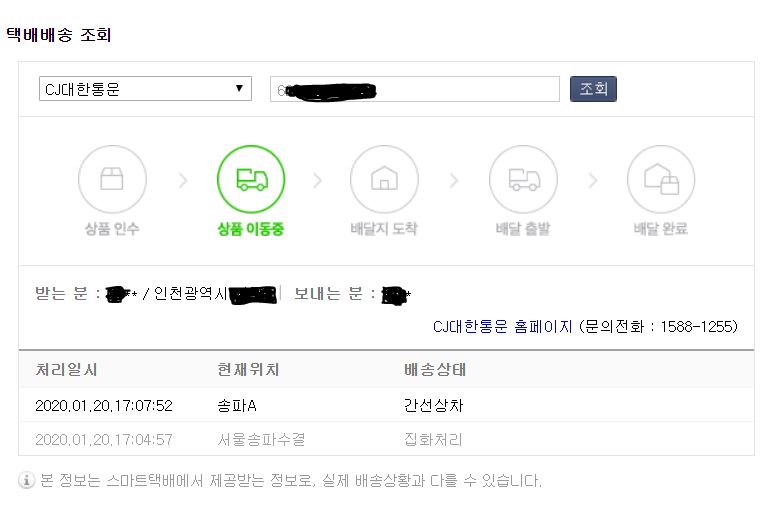 택배배송 조회
CJ대한통운 ▼ 6 조회
상품 인수 > 상품 이동중 > 배달지 도착 > 배달 출발 > 배달 완료
받는 분 : * / 인천광역시 | 보내는 분 : *
CJ대한통운 홈페이지 (문의전화 : 1588-1255)
처리일시 현재위치 배송상태
2020.01.20.17:07:52 송파A 간선상차
2020.01.20.17:04:57 서울송파수결 집화처리
본 정보는 스마트택배에서 제공받는 정보로, 실제 배송상황과 다를 수 있습니다.